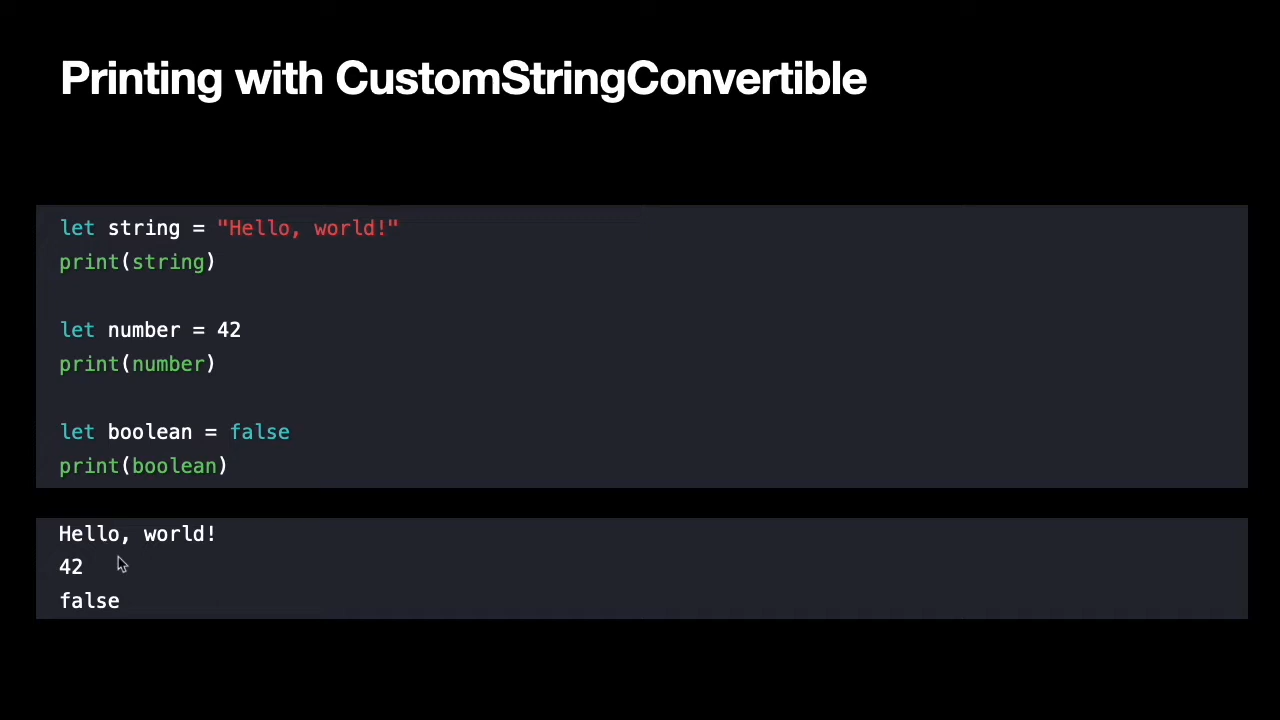 Printing with CustomStringConvertible
let string = "Hello, world!"
print(string)
let number = 42
print(number)
let boolean = false
print(boolean)
Hello, world!
42
false